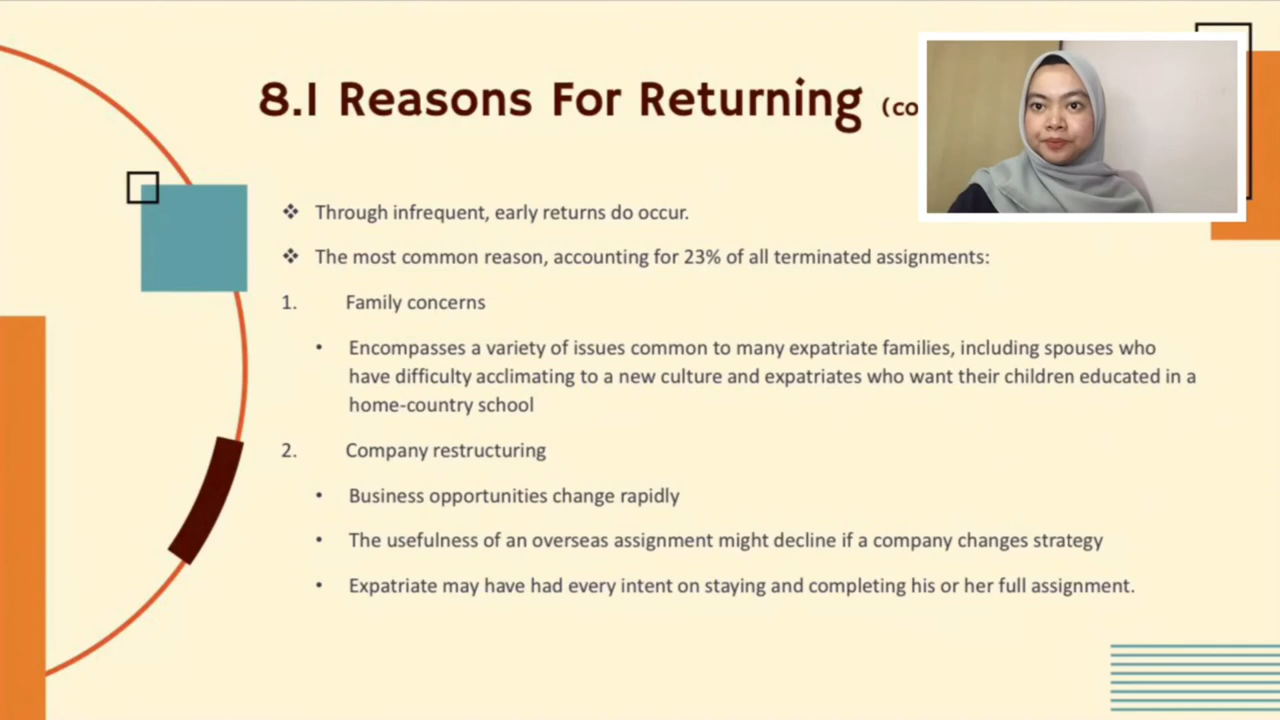 8.1 Reasons For Returning
❖ Through infrequent, early returns do occur.
❖ The most common reason, accounting for 23% of all terminated assignments:
1. Family concerns
• Encompasses a variety of issues common to many expatriate families, including spouses who
have difficulty acclimating to a new culture and expatriates who want their children educated in a
home-country school
2. Company restructuring
• Business opportunities change rapidly
• The usefulness of an overseas assignment might decline if a company changes strategy
• Expatriate may have had every intent on staying and completing his or her full assignment.